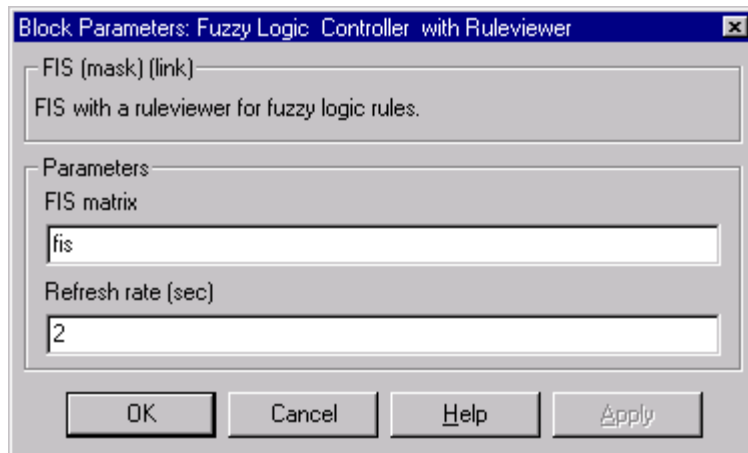 Block Parameters: Fuzzy Logic Controller with Ruleviewer
FIS (mask) (link)
FIS with a ruleviewer for fuzzy logic rules.
Parameters
FIS matrix
fis
Refresh rate (sec)
2
OK Cancel Help Apply